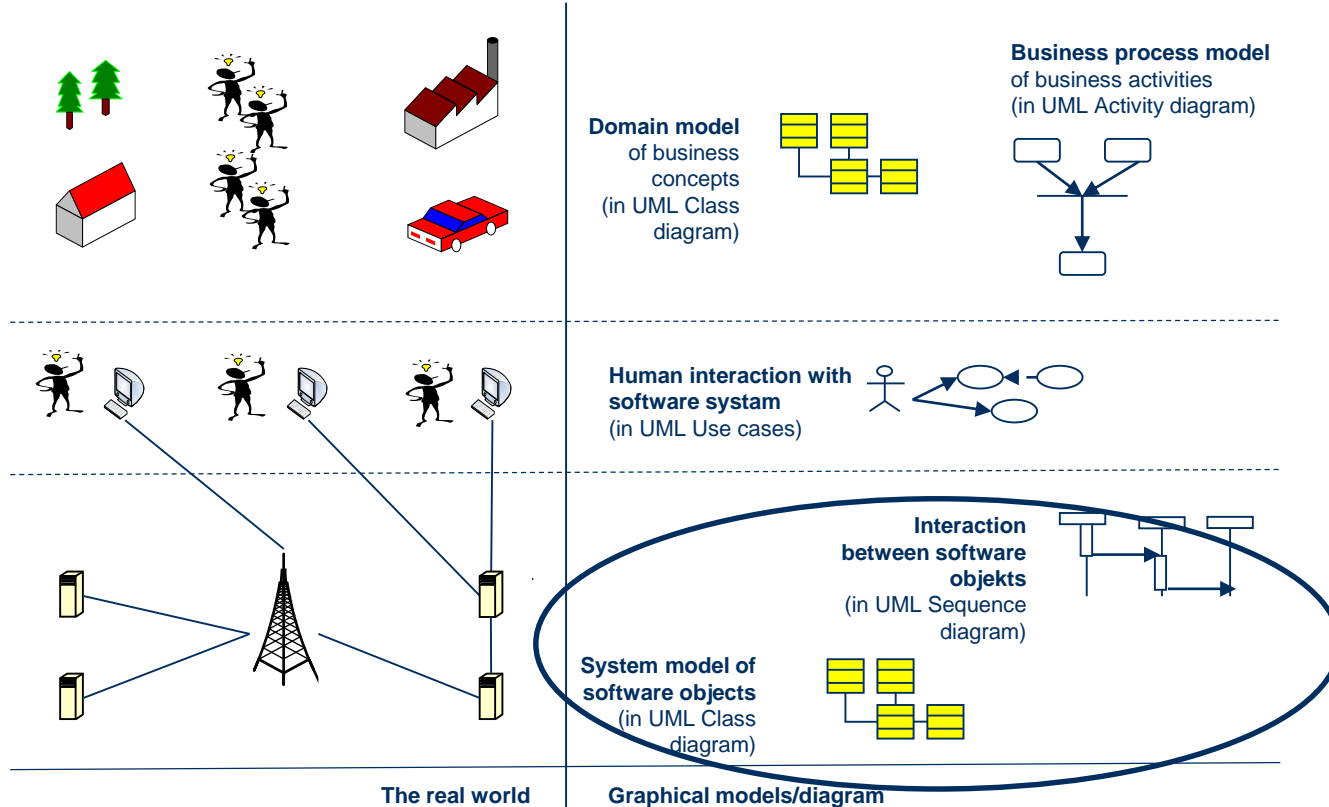 Business process model
of business activities
(in UML Activity diagram)
Domain model
of business
concepts
(in UML Class
diagram)
Human interaction with
software systam
(in UML Use cases)
Interaction
between software
objekts
(in UML Sequence
diagram)
System model of
software objects
(in UML Class
diagram)
The real world
Graphical models/diagram